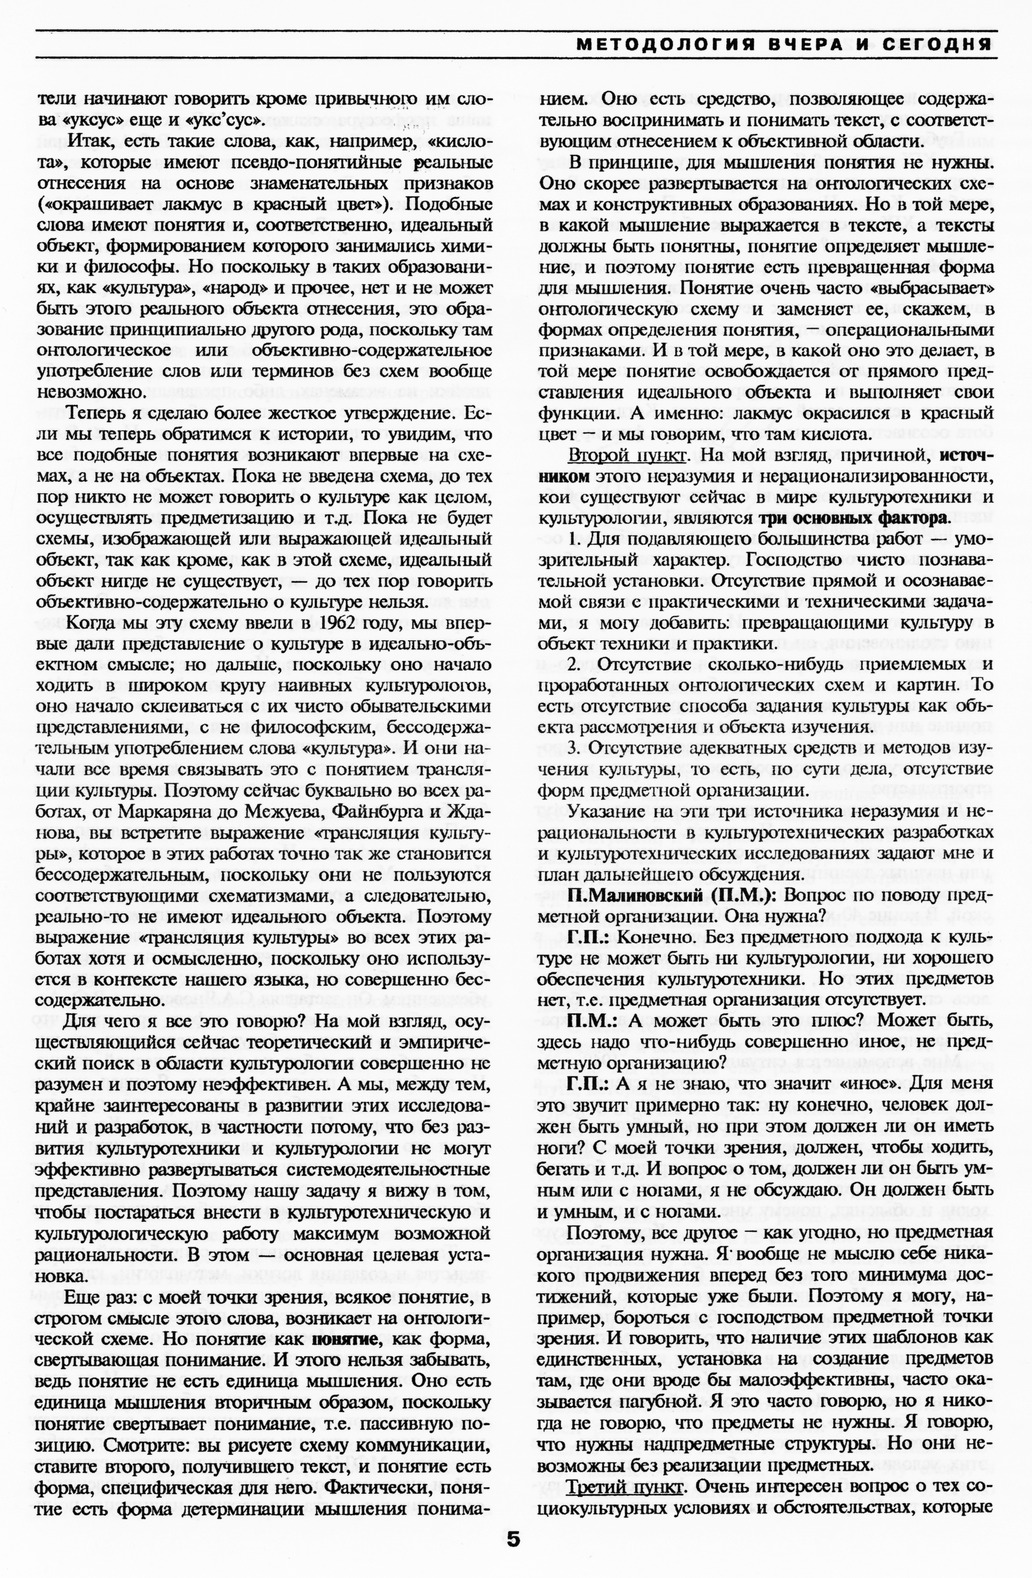 МЕТОДОЛОГИЯ ВЧЕРА И СЕГОДНЯ
тели начинают говорить кроме привычного им сло-
ва «уксус» еще и «укс’сус».
Итак, есть такие слова, как, например, «кисло-
та», которые имеют псевдо-понятийные реальные
отнесения на основе знаменательных признаков
(«окрашивает лакмус в красный цвет»). Подобные
слова имеют понятия и, соответственно, идеальный
объект, формированием которого занимались хими-
ки и философы. Но поскольку в таких образовани-
ях, как «культура», «народ» и прочее, нет и не может
быть этого реального объекта отнесения, это обра-
зование принципиально другого рода, поскольку там
онтологическое или объективно-содержательное
употребление слов или терминов без схем вообще
невозможно.
Теперь я сделаю более жесткое утверждение. Ес-
ли мы теперь обратимся к истории, то увидим, что
все подобные понятия возникают впервые на схе-
мах, а не на объектах. Пока не введена схема, до тех
пор никто не может говорить о культуре как целом,
осуществлять предметизацию и т.д. Пока не будет
схемы, изображающей или выражающей идеальный
объект, так как кроме, как в этой схеме, идеальный
объект нигде не существует, — до тех пор говорить
объективно-содержательно о культуре нельзя.
Когда мы эту схему ввели в 1962 году, мы впер-
вые дали представление о культуре в идеально-объ-
ектном смысле; но дальше, поскольку оно начало
ходить в широком кругу наивных культурологов,
оно начало склеиваться с их чисто обывательскими
представлениями, с не философским, бессодержа-
тельным употреблением слова «культура». И они на-
чали все время связывать это с понятием трансля-
ции культуры. Поэтому сейчас буквально во всех ра-
ботах, от Маркаряна до Межуева, Файнбурга и Жда-
нова, вы встретите выражение «трансляция культу-
ры», которое в этих работах точно так же становится
бессодержательным, поскольку они не пользуются
соответствующими схематизмами, а следовательно,
реально-то не имеют идеального объекта. Поэтому
выражение «трансляция культуры» во всех этих ра-
ботах хотя и осмысленно, поскольку оно использу-
ется в контексте нашего языка, но совершенно бес-
содержательно.
Для чего я все это говорю? На мой взгляд, осу-
ществляющийся сейчас теоретический и эмпириче-
ский поиск в области культурологии совершенно не
разумен и поэтому неэффективен. А мы, между тем,
крайне заинтересованы в развитии этих исследова-
ний и разработок, в частности потому, что без раз-
вития культуротехники и культурологии не могут
эффективно развертываться системодеятельностные
представления. Поэтому нашу задачу я вижу в том,
чтобы постараться внести в культуротехническую и
культурологическую работу максимум возможной
рациональности. В этом — основная целевая уста-
новка.
Еще раз: с моей точки зрения, всякое понятие, в
строгом смысле этого слова, возникает на онтологи-
ческой схеме. Но понятие как понятие, как форма,
свертывающая понимание. И этого нельзя забывать,
ведь понятие не есть единица мышления. Оно есть
единица мышления вторичным образом, поскольку
понятие свертывает понимание, т.е. пассивную по-
зицию. Смотрите: вы рисуете схему коммуникации,
ставите второго, получившего текст, и понятие есть
форма, специфическая для него. Фактически, поня-
тие есть форма детерминации мышления понима-
нием. Оно есть средство, позволяющее содержа-
тельно воспринимать и понимать текст, с соответст-
вующим отнесением к объективной области.
В принципе, для мышления понятия не нужны.
Оно скорее развертывается на онтологических схе-
мах и конструктивных образованиях. Но в той мере,
в какой мышление выражается в тексте, а тексты
должны быть понятны, понятие определяет мышле-
ние, и поэтому понятие есть превращенная форма
для мышления. Понятие очень часто «выбрасывает»
онтологическую схему и заменяет ее, скажем, в
формах определения понятия, — операциональными
признаками. И в той мере, в какой оно это делает, в
той мере понятие освобождается от прямого пред-
ставления идеального объекта и выполняет свои
функции. А именно: лакмус окрасился в красный
цвет — и мы говорим, что там кислота.
Второй пункт. На мой взгляд, причиной, источ-
ником этого неразумия и нерационализированности,
кои существуют сейчас в мире культуротехники и
культурологии, являются три основных фактора.
1. Для подавляющего большинства работ — умо-
зрительный характер. Господство чисто познава-
тельной установки. Отсутствие прямой и осознавае-
мой связи с практическими и техническими задача-
ми, я могу добавить: превращающими культуру в
объект техники и практики.
2. Отсутствие сколько-нибудь приемлемых и
проработанных онтологических схем и картин. То
есть отсутствие способа задания культуры как объ-
екта рассмотрения и объекта изучения.
3. Отсутствие адекватных средств и методов изу-
чения культуры, то есть, по сути дела, отсутствие
форм предметной организации.
Указание на эти три источника неразумия и не-
рациональности в культуротехнических разработках
и культуротехнических исследованиях задают мне и
план дальнейшего обсуждения.
П.Малиновский (П.М.): Вопрос по поводу пред-
метной организации. Она нужна?
Г.П.: Конечно. Без предметного подхода к куль-
туре не может быть ни культурологии, ни хорошего
обеспечения культуротехники. Но этих предметов
нет, т.е. предметная организация отсутствует.
П.М.: А может быть это плюс? Может быть,
здесь надо что-нибудь совершенно иное, не пред-
метную организацию?
Г.П.: А я не знаю, что значит «иное». Для меня
это звучит примерно так: ну конечно, человек дол-
жен быть умный, но при этом должен ли он иметь
ноги? С моей точки зрения, должен, чтобы ходить,
бегать и т.д. И вопрос о том, должен ли он быть ум-
ным или с ногами, я не обсуждаю. Он должен быть
и умным, и с ногами.
Поэтому, все другое — как угодно, но предметная
организация нужна. Я вообще не мыслю себе ника-
кого продвижения вперед без того минимума дос-
тижений, которые уже были. Поэтому я могу, на-
пример, бороться с господством предметной точки
зрения. И говорить, что наличие этих шаблонов как
единственных, установка на создание предметов
там, где они вроде бы малоэффективны, часто ока-
зывается пагубной. Я это часто говорю, но я нико-
гда не говорю, что предметы не нужны. Я говорю,
что нужны надпредметные структуры. Но они не-
возможны без реализации предметных.
Третий пункт. Очень интересен вопрос о тех со-
циокультурных условиях и обстоятельствах, которые
5